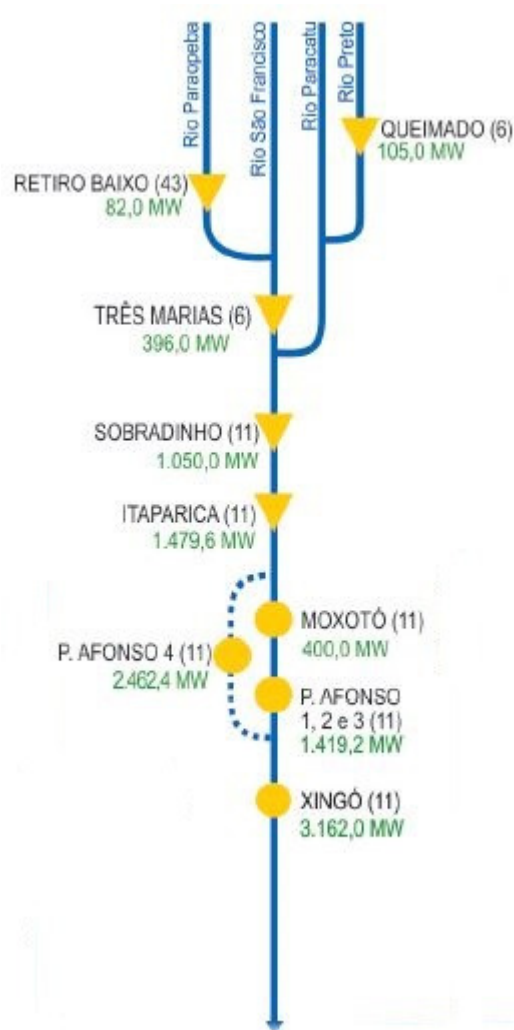 Rio Paraopeba
Rio São Francisco
Rio Paracatu
Rio Preto
QUEIMADO (6)
105,0 MW
RETIRO BAIXO (43)
82,0 MW
TRÊS MARIAS (6)
396,0 MW
SOBRADINHO (11)
1.050,0 MW
ITAPARICA (11)
1.479,6 MW
MOXOTÓ (11)
400,0 MW
P. AFONSO 4 (11)
2.462,4 MW
P. AFONSO
1, 2 e 3 (11)
1.419,2 MW
XINGÓ (11)
3.162,0 MW